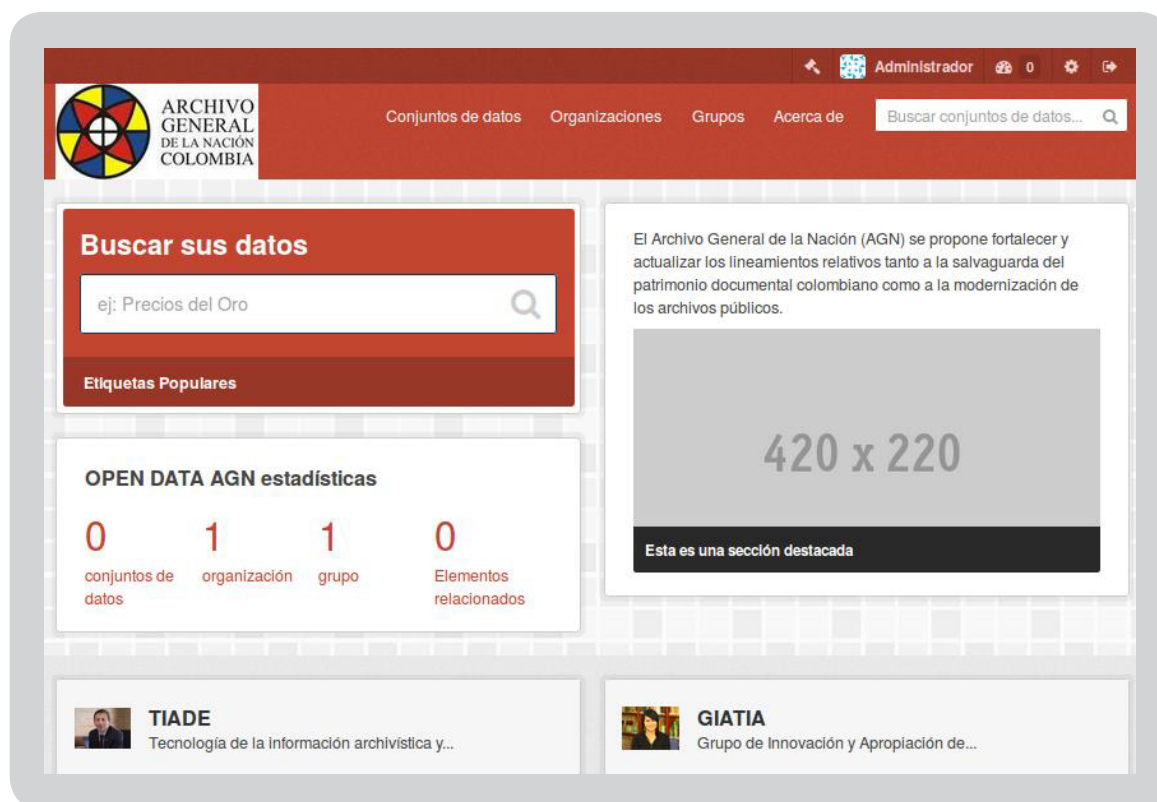 Administrador 0
ARCHIVO
GENERAL
DE LA NACIÓN
COLOMBIA
Conjuntos de datos Organizaciones Grupos Acerca de Buscar conjuntos de datos...
Buscar sus datos
ej: Precios del Oro
Etiquetas Populares
El Archivo General de la Nación (AGN) se propone fortalecer y
actualizar los lineamientos relativos tanto a la salvaguarda del
patrimonio documental colombiano como a la modernización de
los archivos públicos.
420 x 220
Esta es una sección destacada
OPEN DATA AGN estadísticas
0 1 1 0
conjuntos de organización grupo Elementos
datos relacionados
TIADE
Tecnología de la información archivística y...
GIATIA
Grupo de Innovación y Apropiación de...